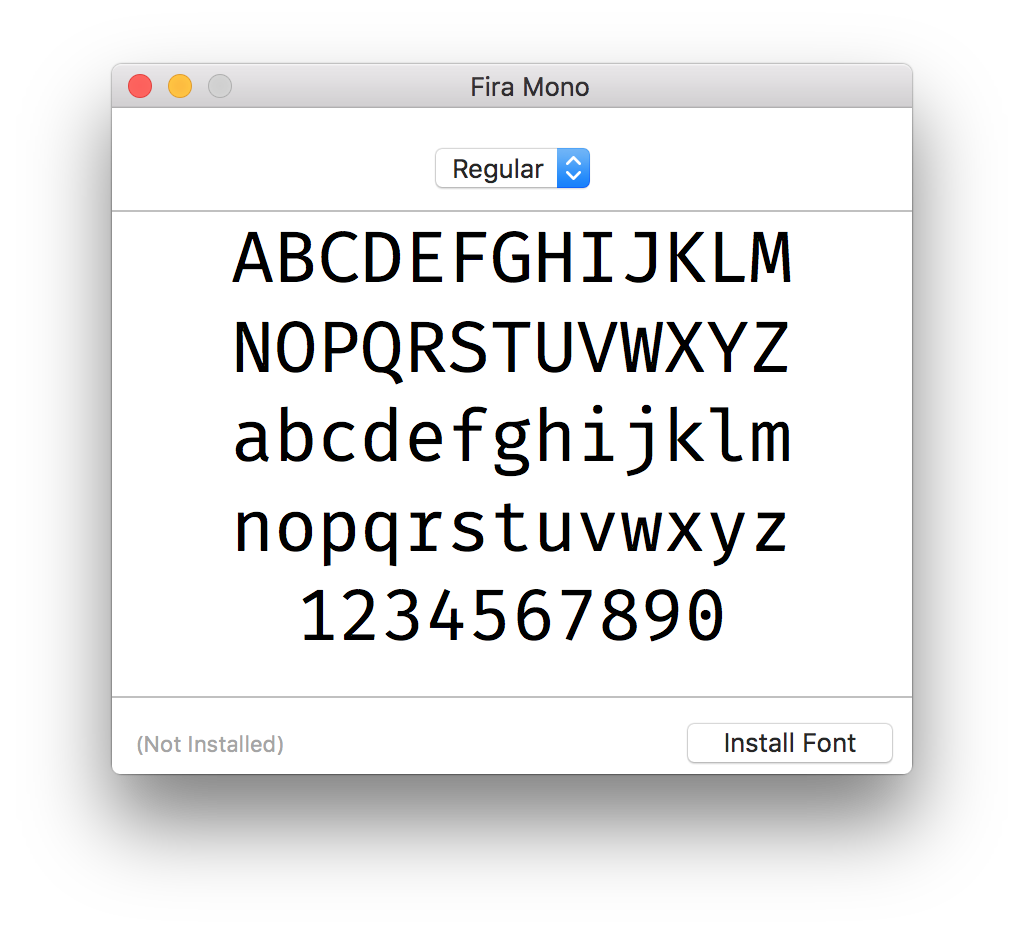 Fira Mono
Regular
ABCDEFGHIJKLM
NOPQRSTUVWXYZ
abcdefghijklm
nopqrstuvwxyz
1234567890
(Not Installed)
Install Font